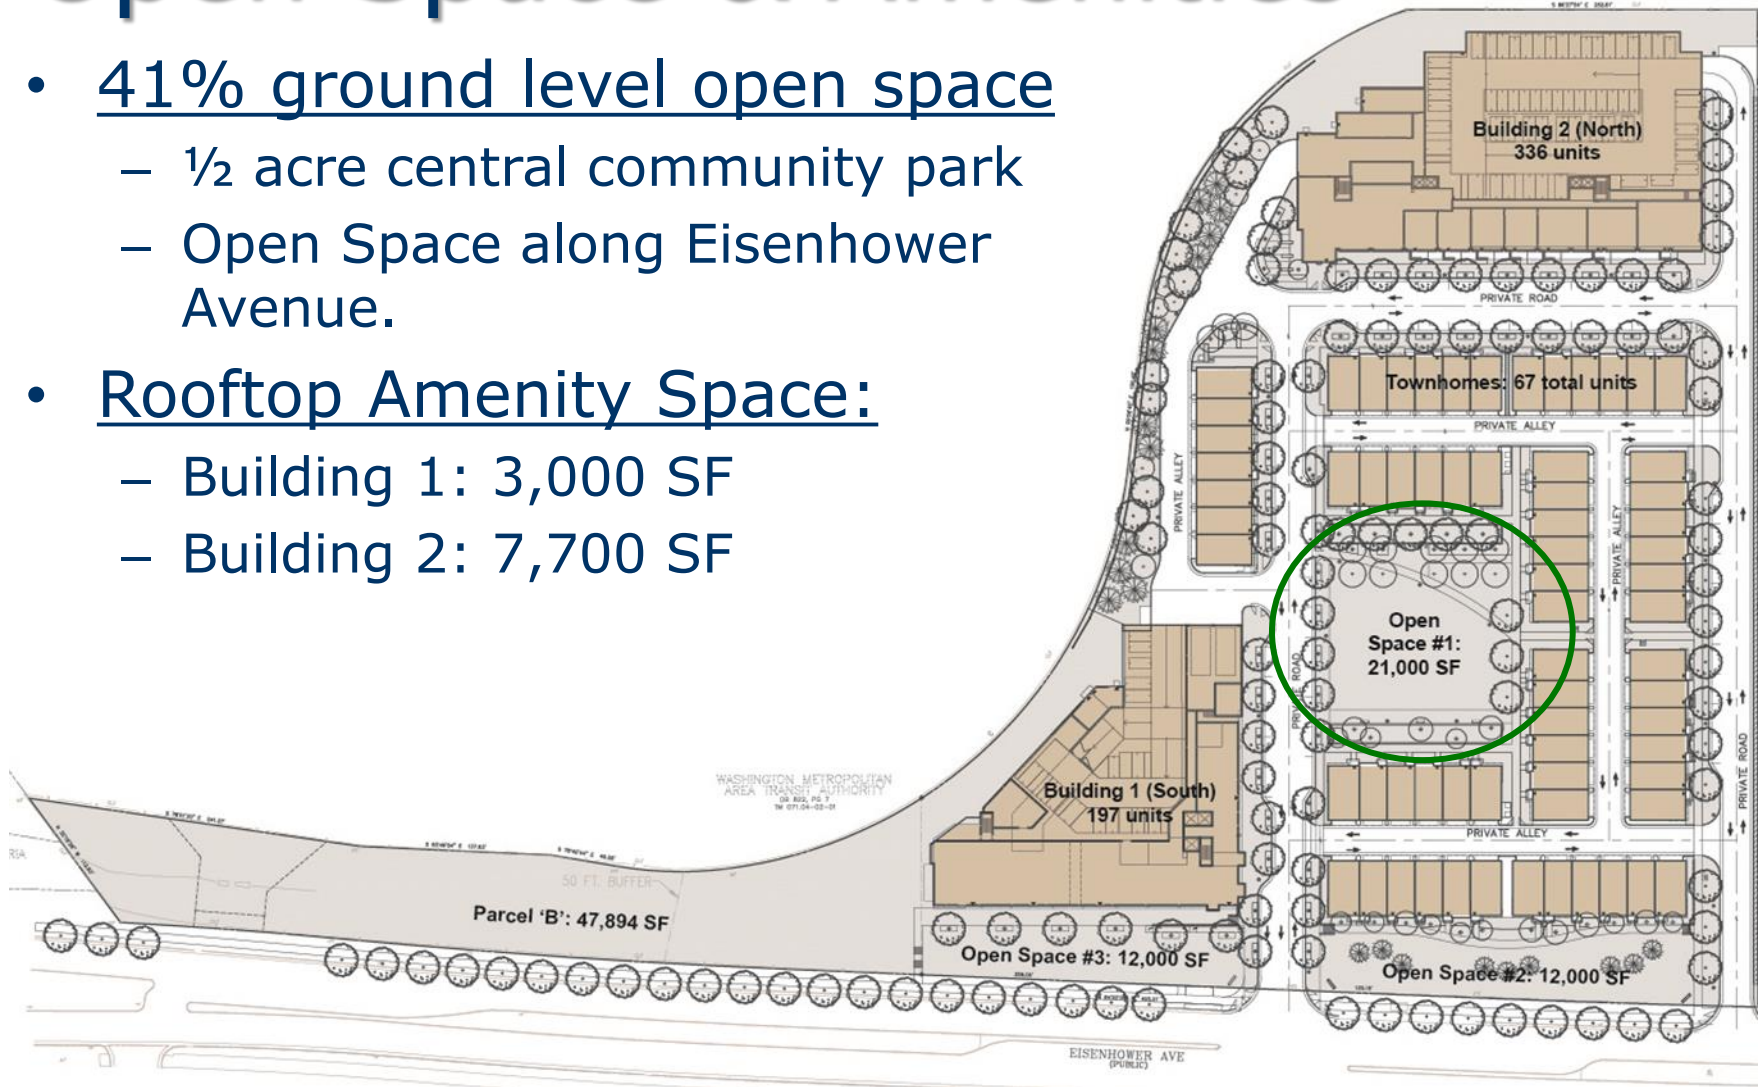 Open Space & Amenities
• 41% ground level open space
– ½ acre central community park
– Open Space along Eisenhower
Avenue.
• Rooftop Amenity Space:
– Building 1: 3,000 SF
– Building 2: 7,700 SF
Building 2 (North)
336 units
PRIVATE ROAD
Townhomes: 67 total units
PRIVATE ALLEY
PRIVATE ALLEY
PRIVATE ALLEY
Open
Space #1:
21,000 SF
PRIVATE ROAD
PRIVATE ROAD
WASHINGTON METROPOLITAN
AREA TRANSIT AUTHORITY
Building 1 (South)
197 units
PRIVATE ALLEY
50 FT. BUFFER
Parcel 'B': 47,894 SF
Open Space #3: 12,000 SF
Open Space #2: 12,000 SF
EISENHOWER AVE
(PUBLIC)